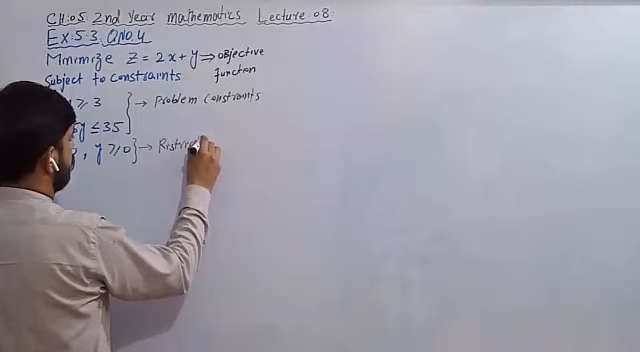 CH:05 2nd year mathematics Lecture:08:
Ex:5.3 Q.NO.4
Minimize Z = 2x+y ⇒ objective function
Subject to constraints
≥ 3 } → Problem constraints
y ≤ 35
, y ≥ 0 } →